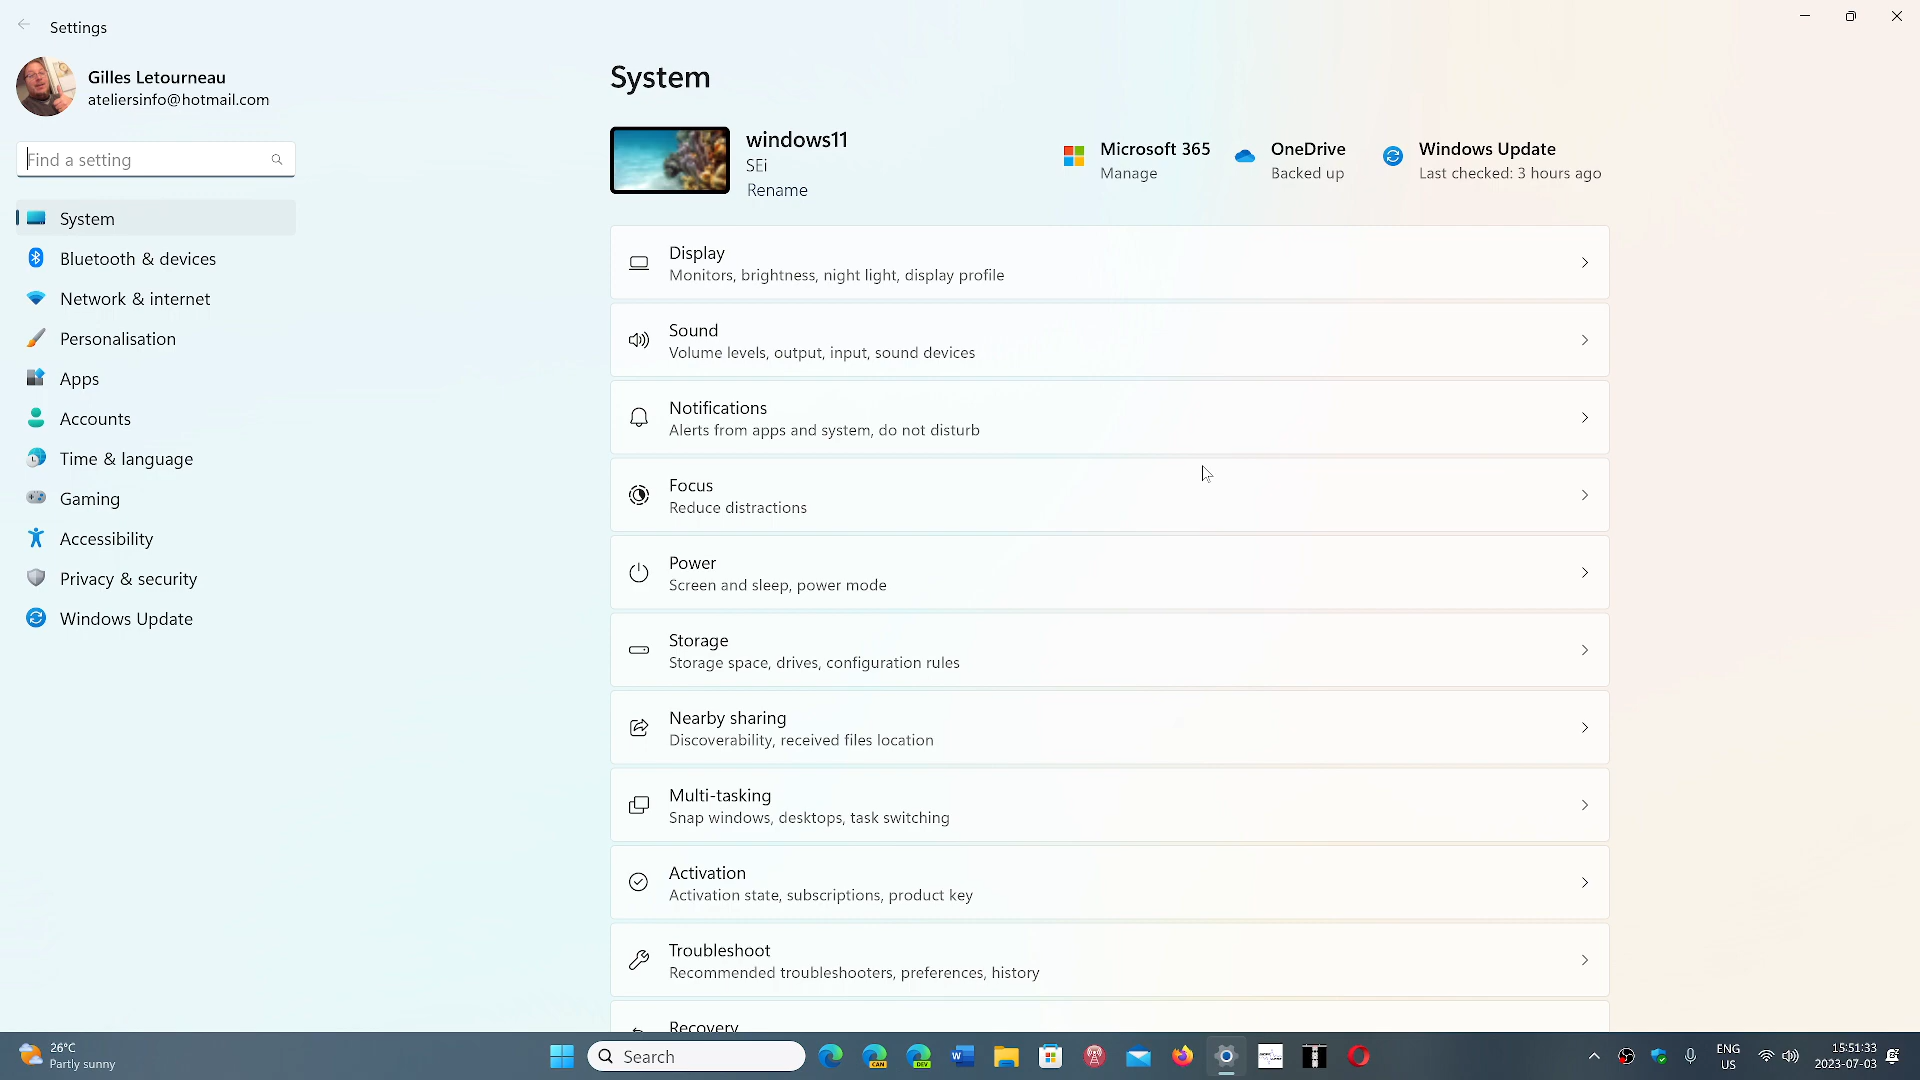 Settings
Gilles Letourneau
ateliersinfo@hotmail.com
Find a setting
System
Bluetooth & devices
Network & internet
Personalisation
Apps
Accounts
Time & language
Gaming
Accessibility
Privacy & security
Windows Update
System
windows11
SEi
Rename
Microsoft 365
Manage
OneDrive
Backed up
Windows Update
Last checked: 3 hours ago
Display
Monitors, brightness, night light, display profile
Sound
Volume levels, output, input, sound devices
Notifications
Alerts from apps and system, do not disturb
Focus
Reduce distractions
Power
Screen and sleep, power mode
Storage
Storage space, drives, configuration rules
Nearby sharing
Discoverability, received files location
Multi-tasking
Snap windows, desktops, task switching
Activation
Activation state, subscriptions, product key
Troubleshoot
Recommended troubleshooters, preferences, history
Recovery
26°C
Partly sunny
Search
CAN
DEV
ENG
US
15:51:33
2023-07-03